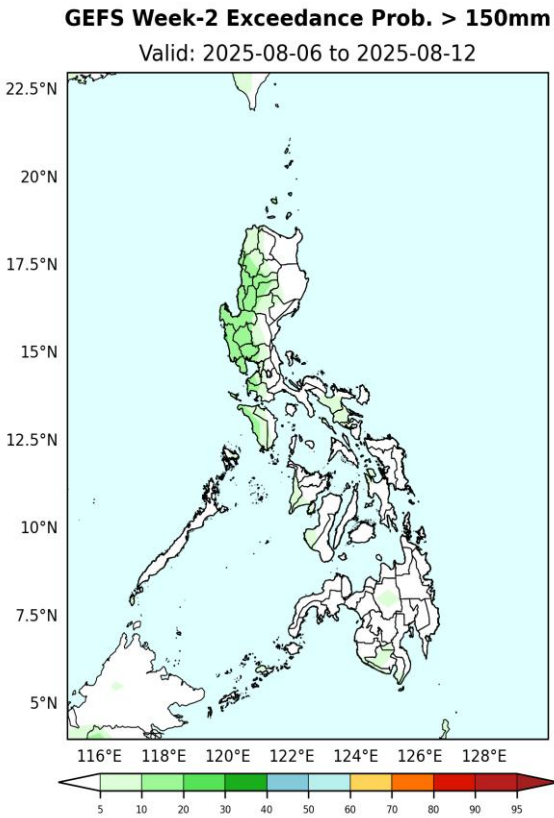 GEFS Week-2 Exceedance Prob. > 150mm
Valid: 2025-08-06 to 2025-08-12
22.5°N
20°N
17.5°N
15°N
12.5°N
10°N
7.5°N
5°N
116°E 118°E 120°E 122°E 124°E 126°E 128°E
5 10 20 30 40 50 60 70 80 90 95